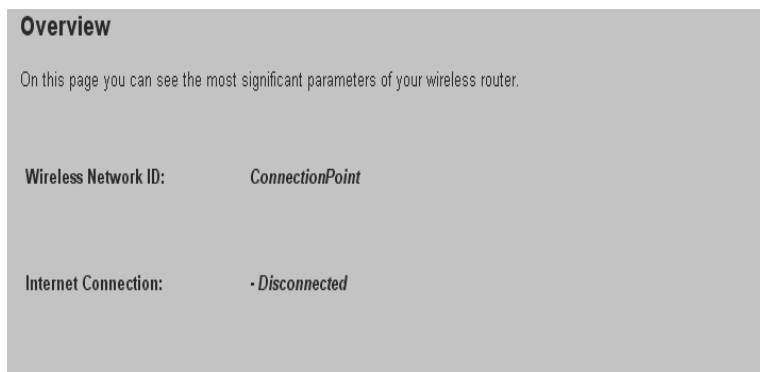 Overview
On this page you can see the most significant parameters of your wireless router.
Wireless Network ID: ConnectionPoint
Internet Connection: - Disconnected